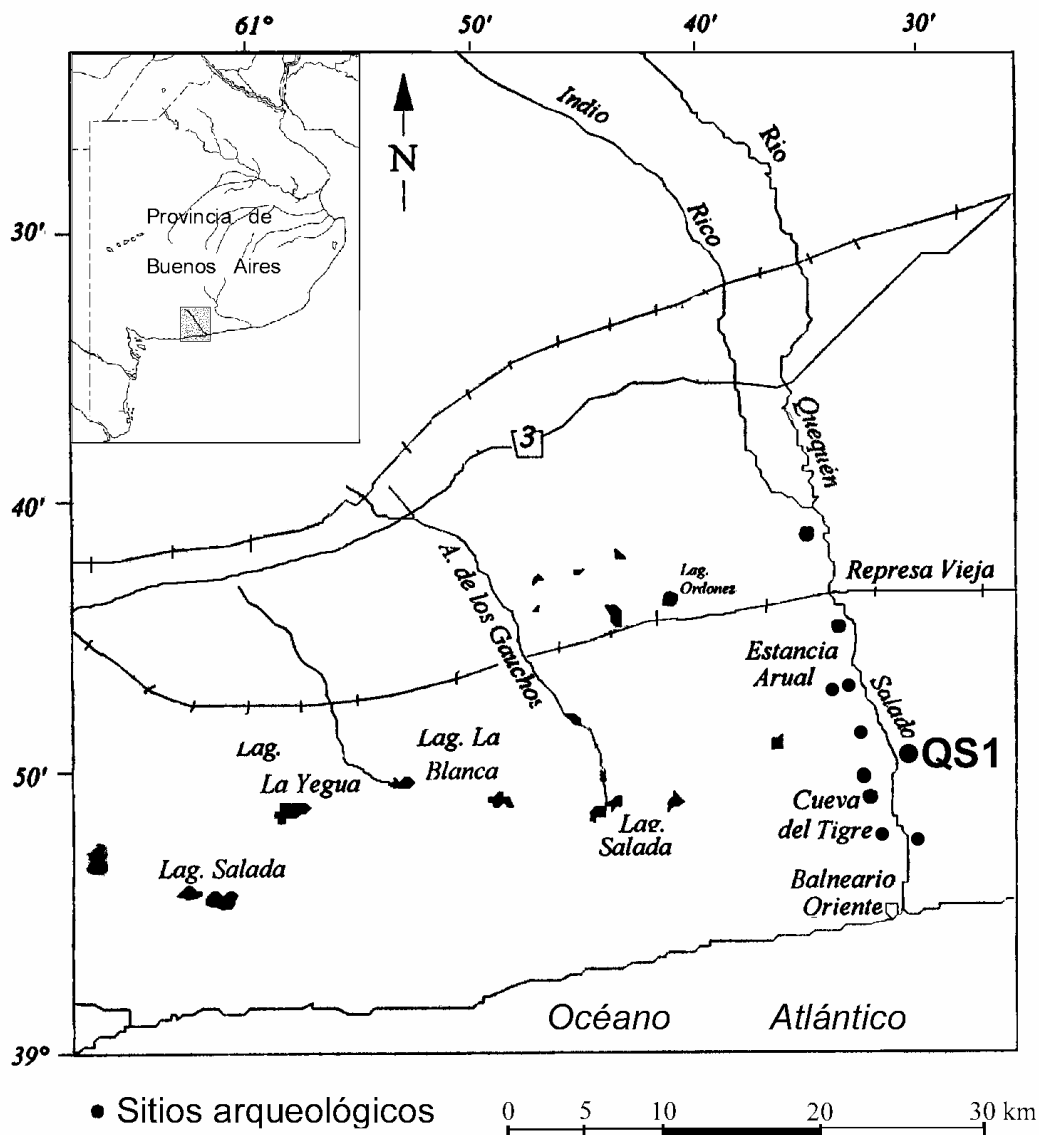 61° 50' 40' 30'
N
Indio
Rico
Rio
Quequén
Salado
30'
Provincia de
Buenos Aires
3
40'
A. de los Gauchos
Lag.
Ordonez
Represa Vieja
Estancia
Arual
QS1
Lag.
La Yegua
Lag. La
Blanca
50'
Cueva
del Tigre
Lag.
Salada
Lag. Salada
Balneario
Oriente
Océano Atlántico
39°
Sitios arqueológicos
0 5 10 20 30 km